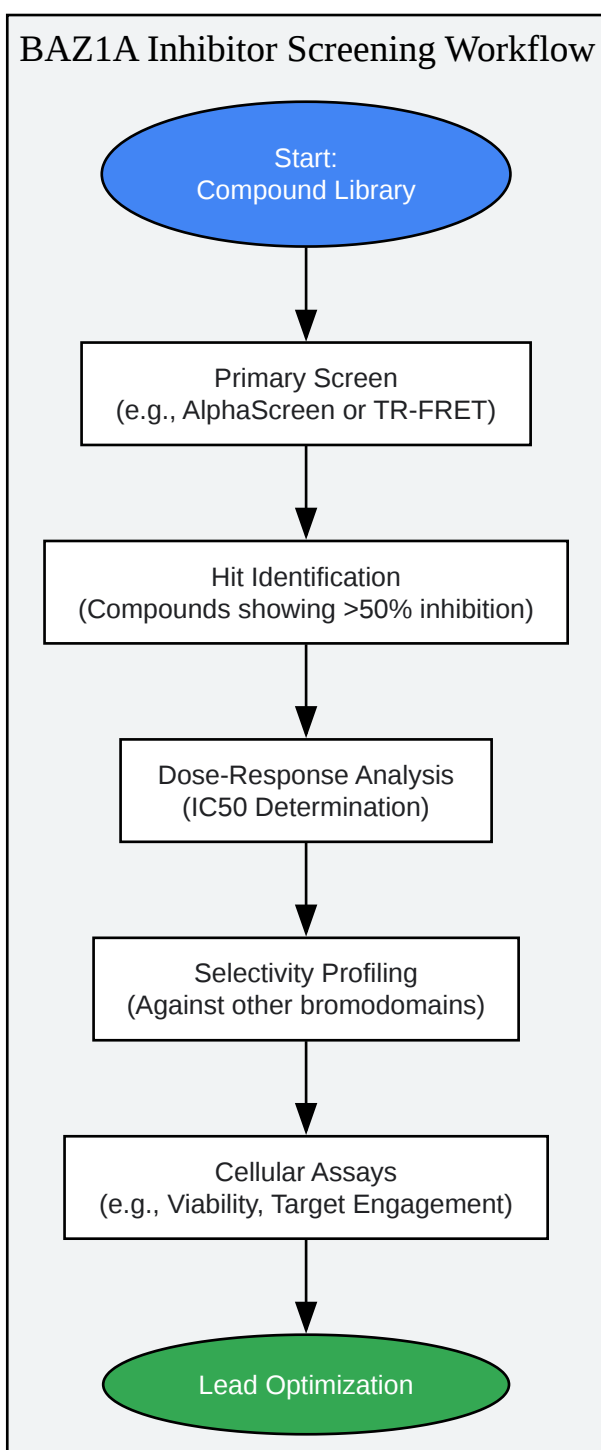 BAZ1A Inhibitor Screening Workflow
Start:
Compound Library
Primary Screen
(e.g., AlphaScreen or TR-FRET)
Hit Identification
(Compounds showing >50% inhibition)
Dose-Response Analysis
(IC50 Determination)
Selectivity Profiling
(Against other bromodomains)
Cellular Assays
(e.g., Viability, Target Engagement)
Lead Optimization